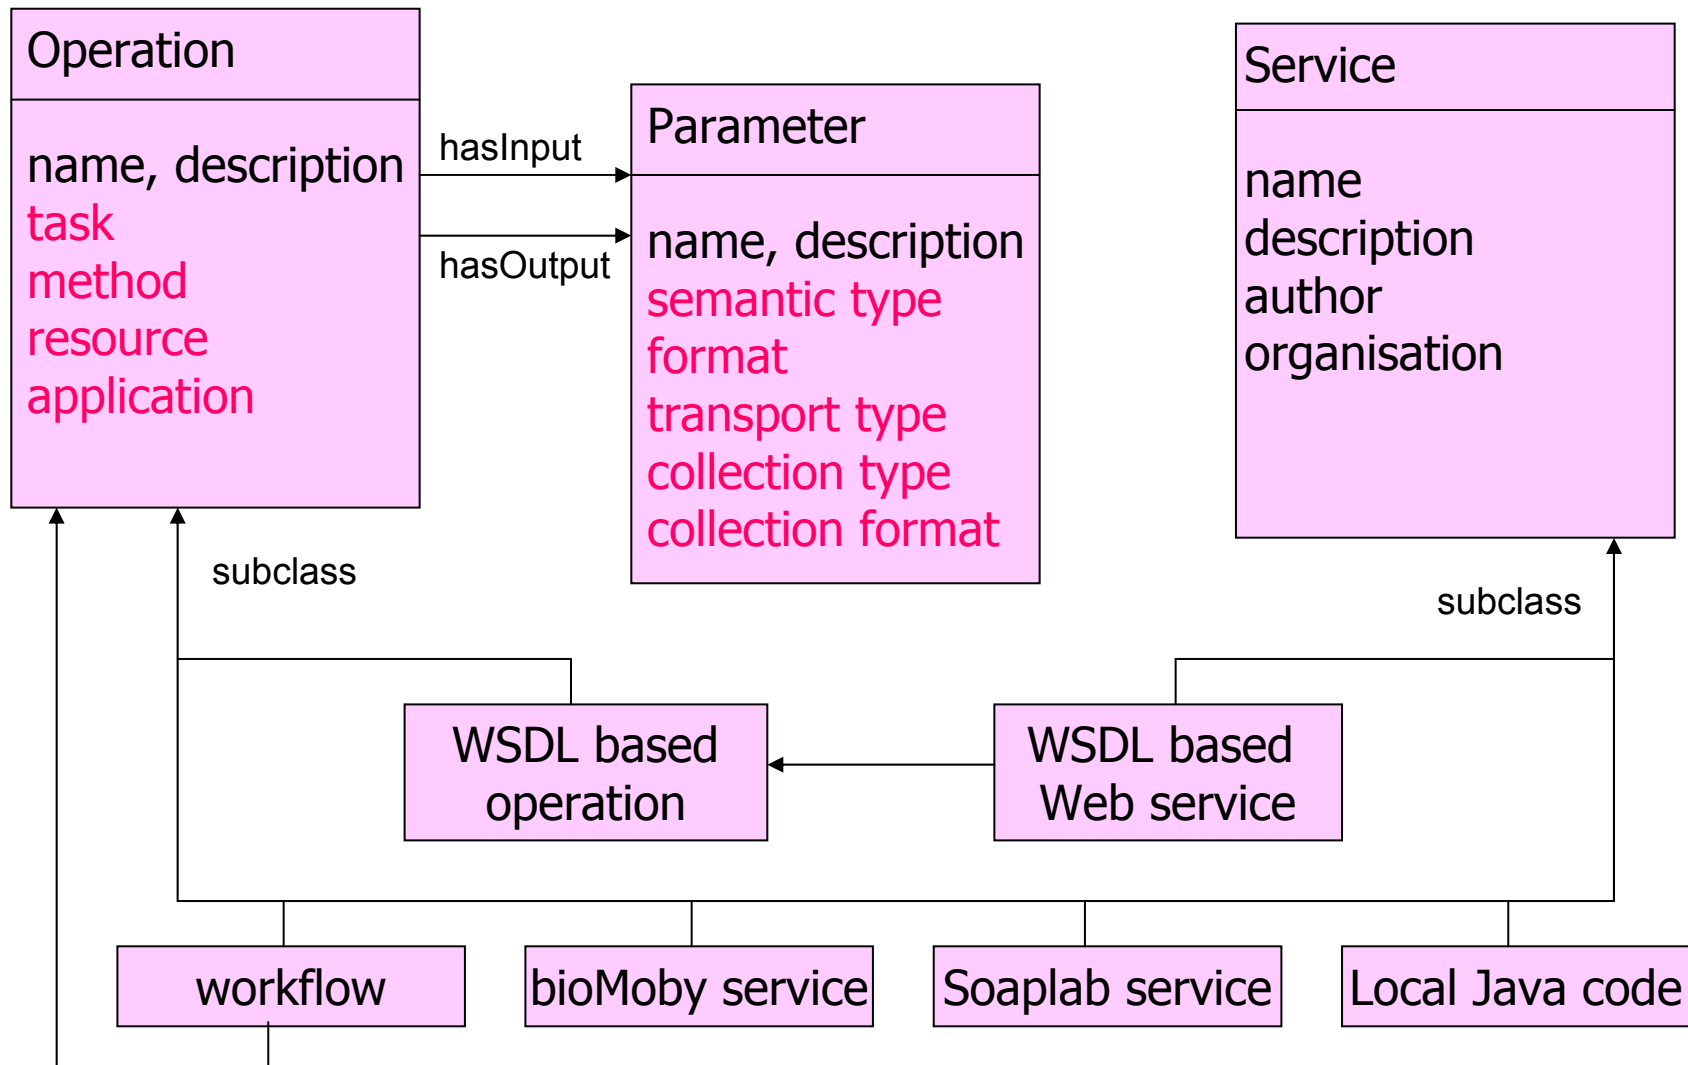 Operation
name, description
task
method
resource
application
hasInput
hasOutput
Parameter
name, description
semantic type
format
transport type
collection type
collection format
Service
name
description
author
organisation
subclass
subclass
WSDL based
operation
WSDL based
Web service
workflow
bioMoby service
Soaplab service
Local Java code